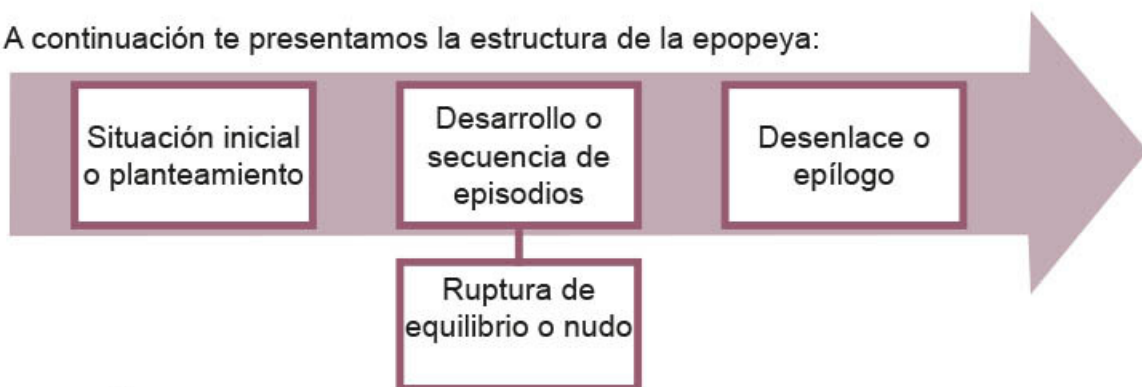 A continuación te presentamos la estructura de la epopeya:
Situación inicial
o planteamiento
Desarrollo o
secuencia de
episodios
Desenlace o
epílogo
Ruptura de
equilibrio o nudo